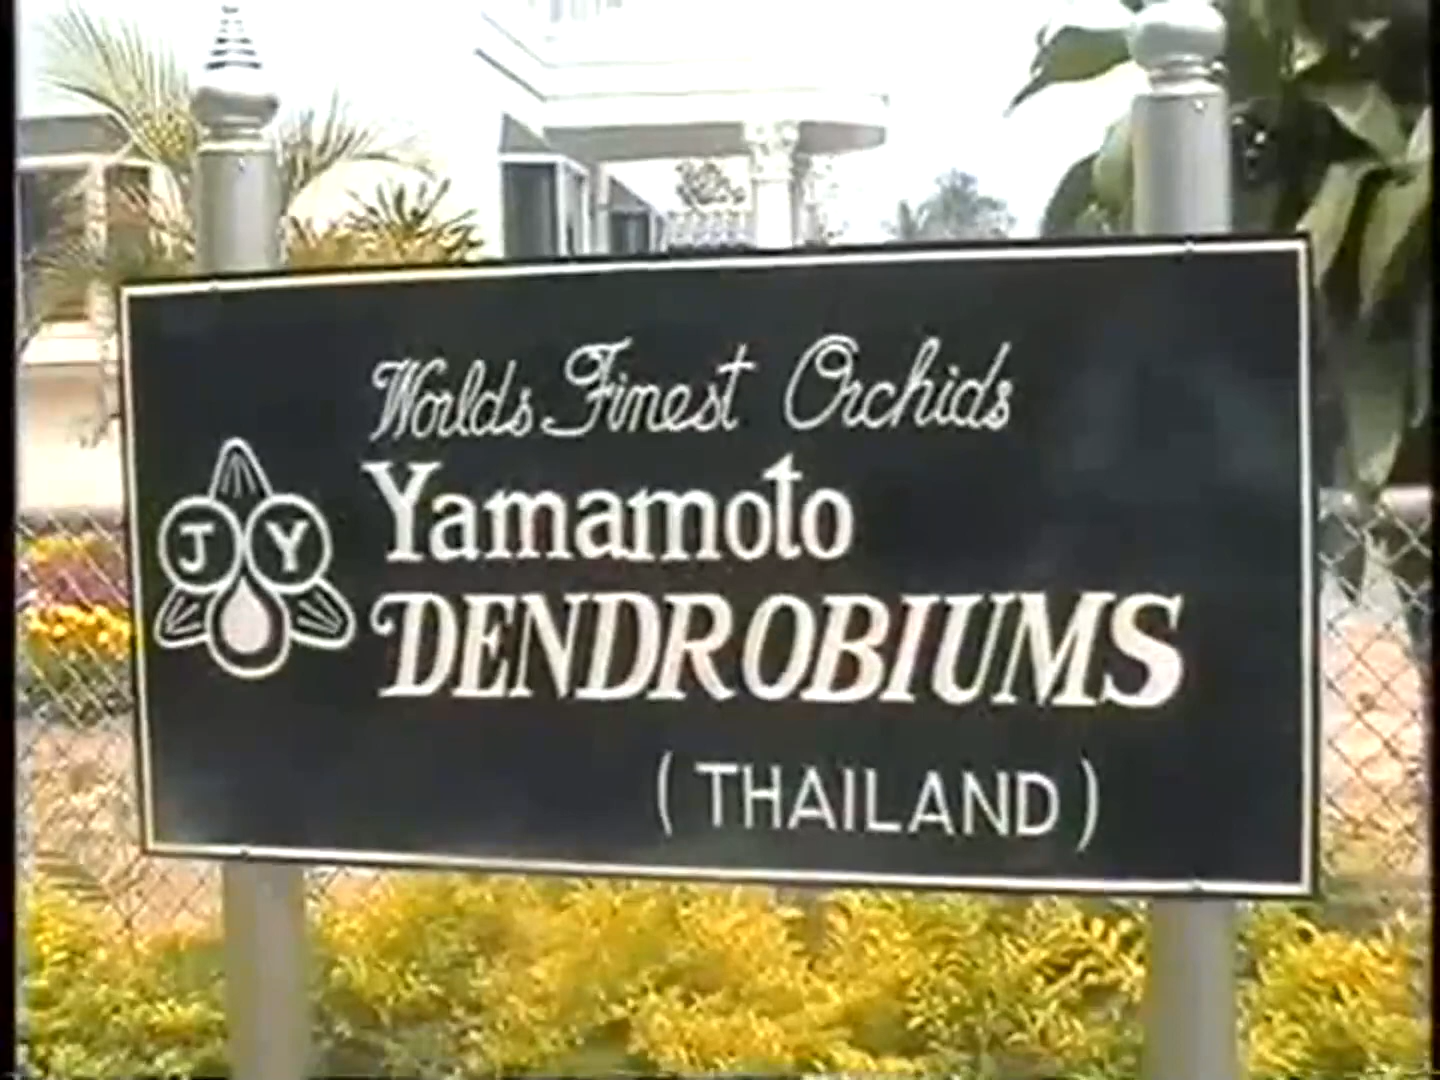 Worlds Finest Orchids
J Y
Yamamoto
DENDROBIUMS
(THAILAND)